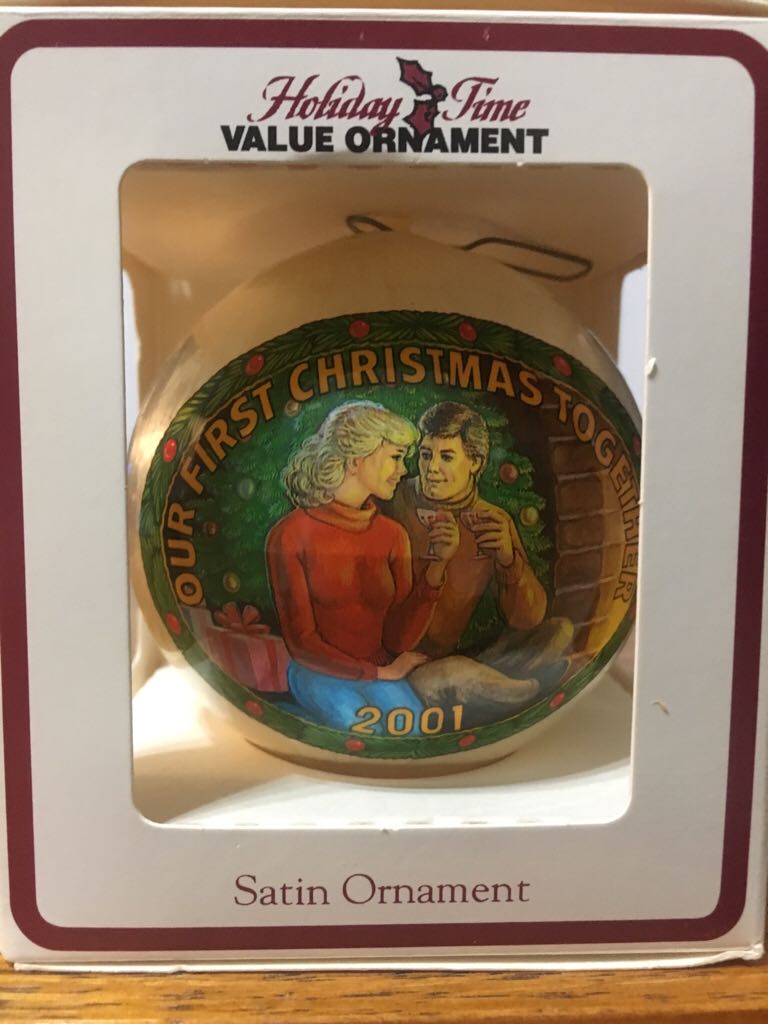 Holiday Time
VALUE ORNAMENT
OUR FIRST CHRISTMAS TOGETHER
2001
Satin Ornament